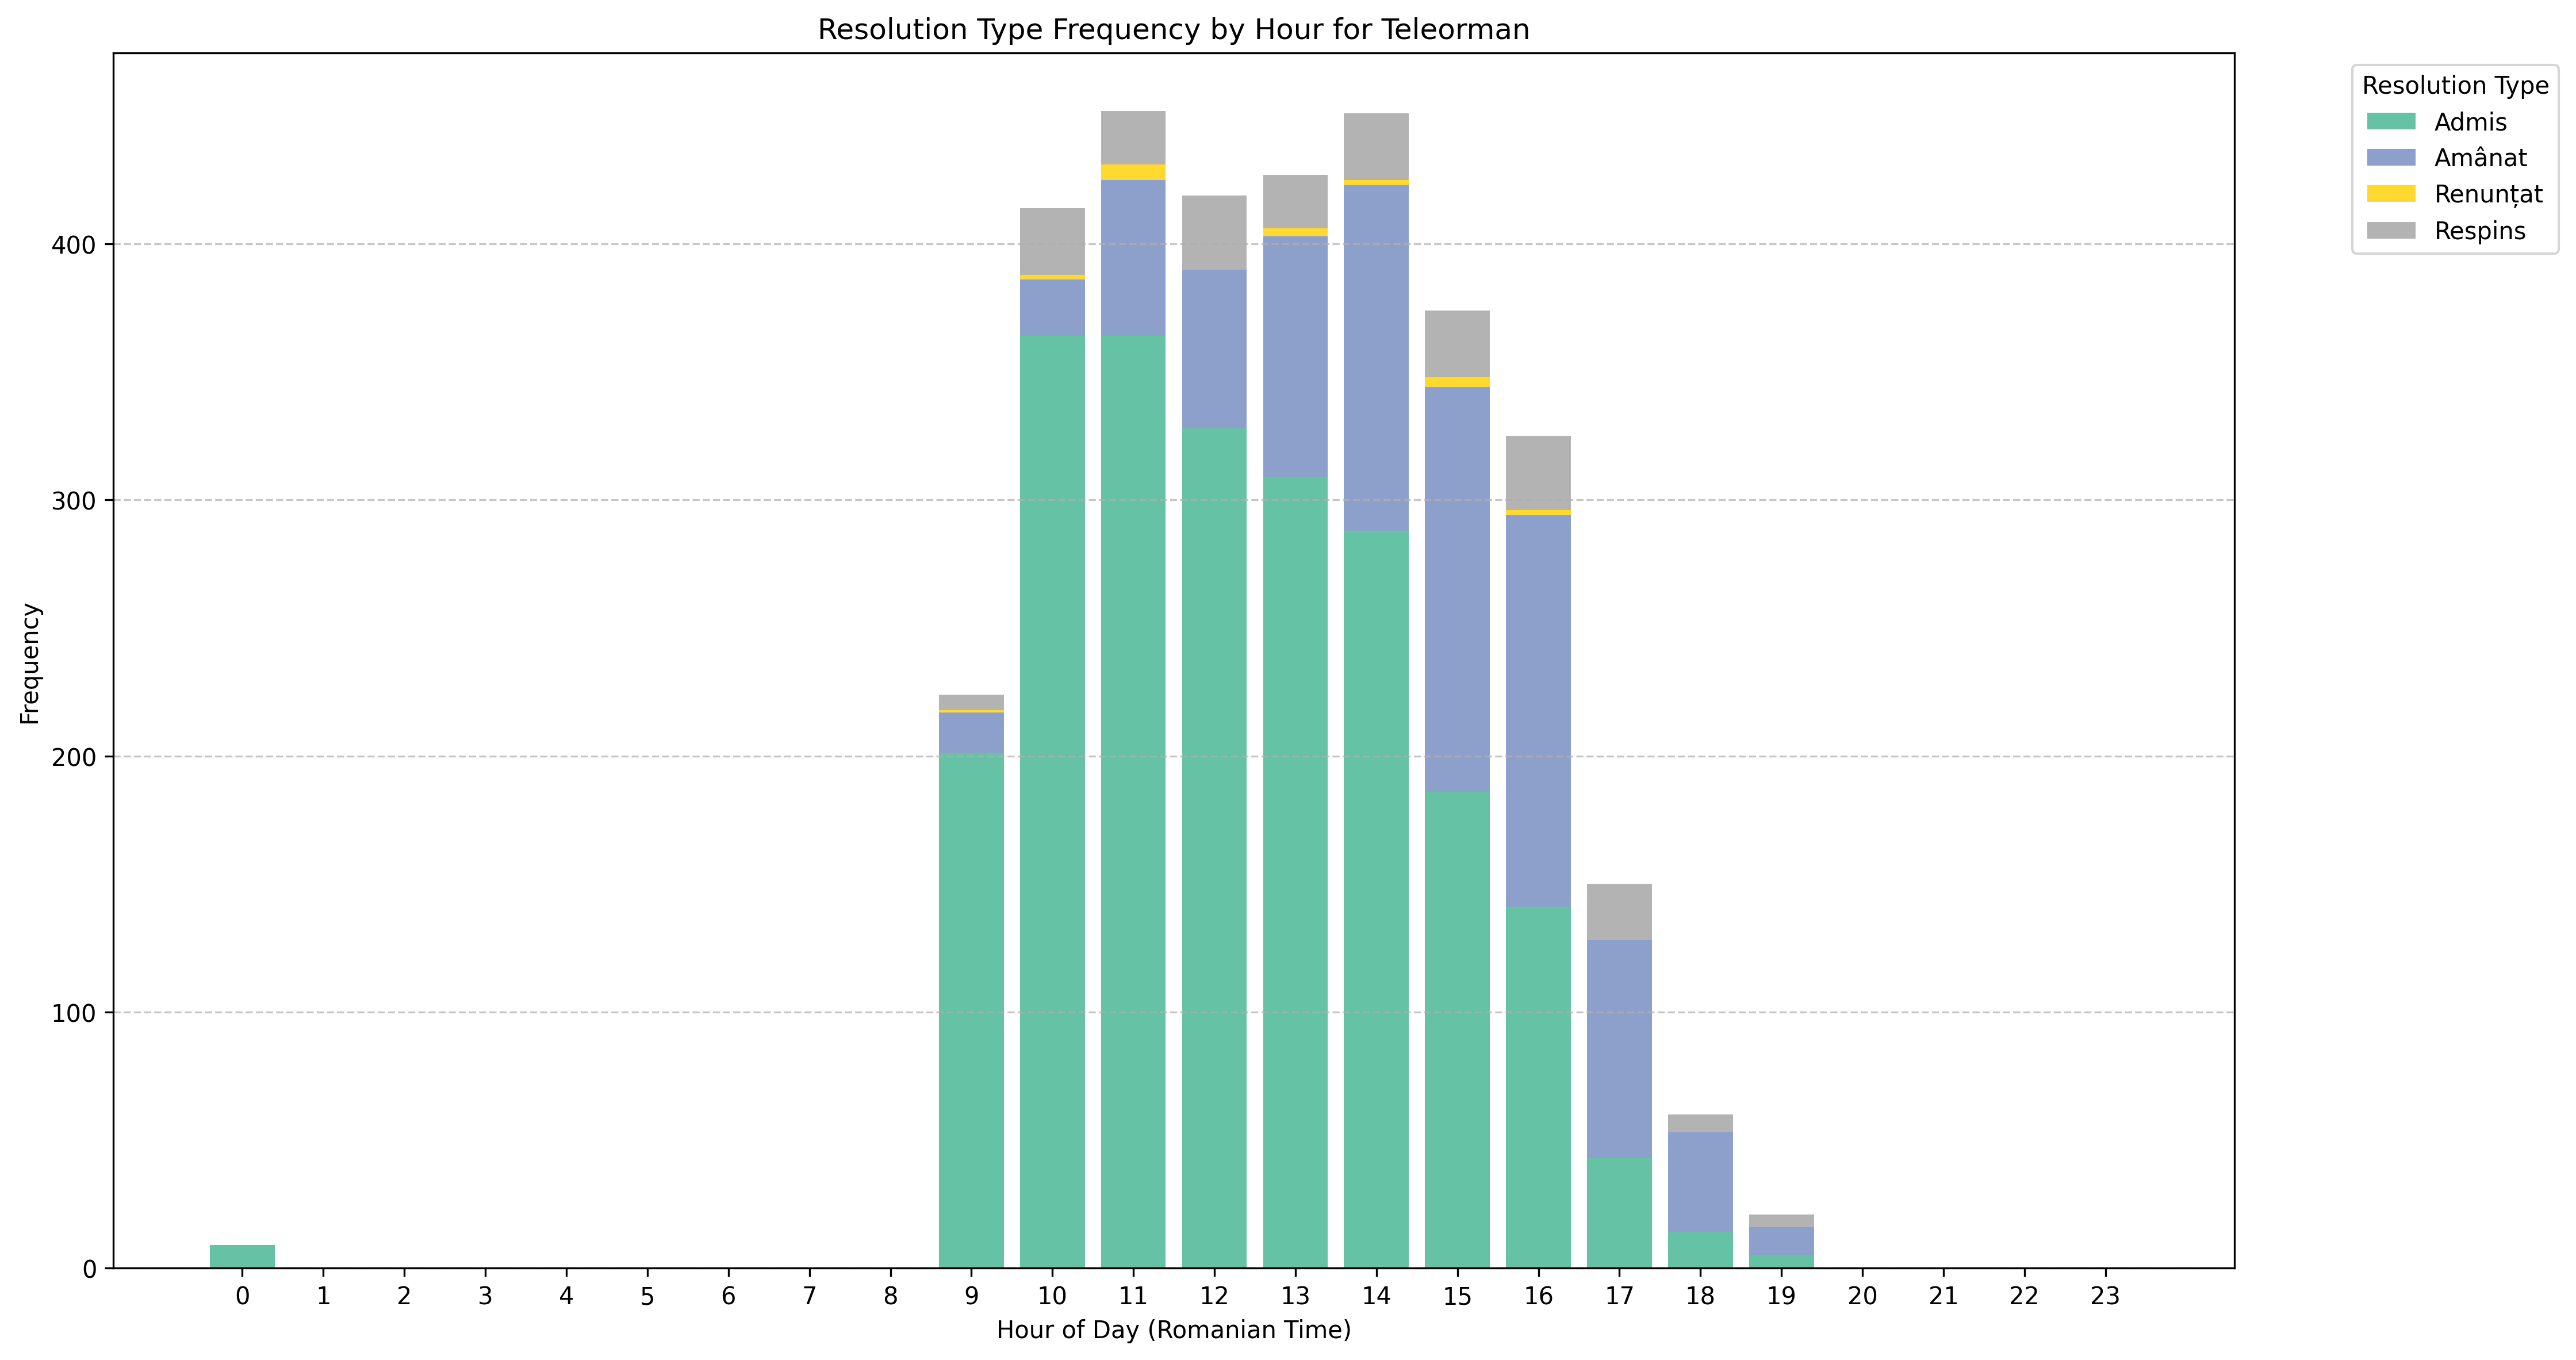 Resolution Type Frequency by Hour for Teleorman
Resolution Type
Admis
Amânat
Renunțat
Respins
Frequency
400
300
200
100
0
0 1 2 3 4 5 6 7 8 9 10 11 12 13 14 15 16 17 18 19 20 21 22 23
Hour of Day (Romanian Time)